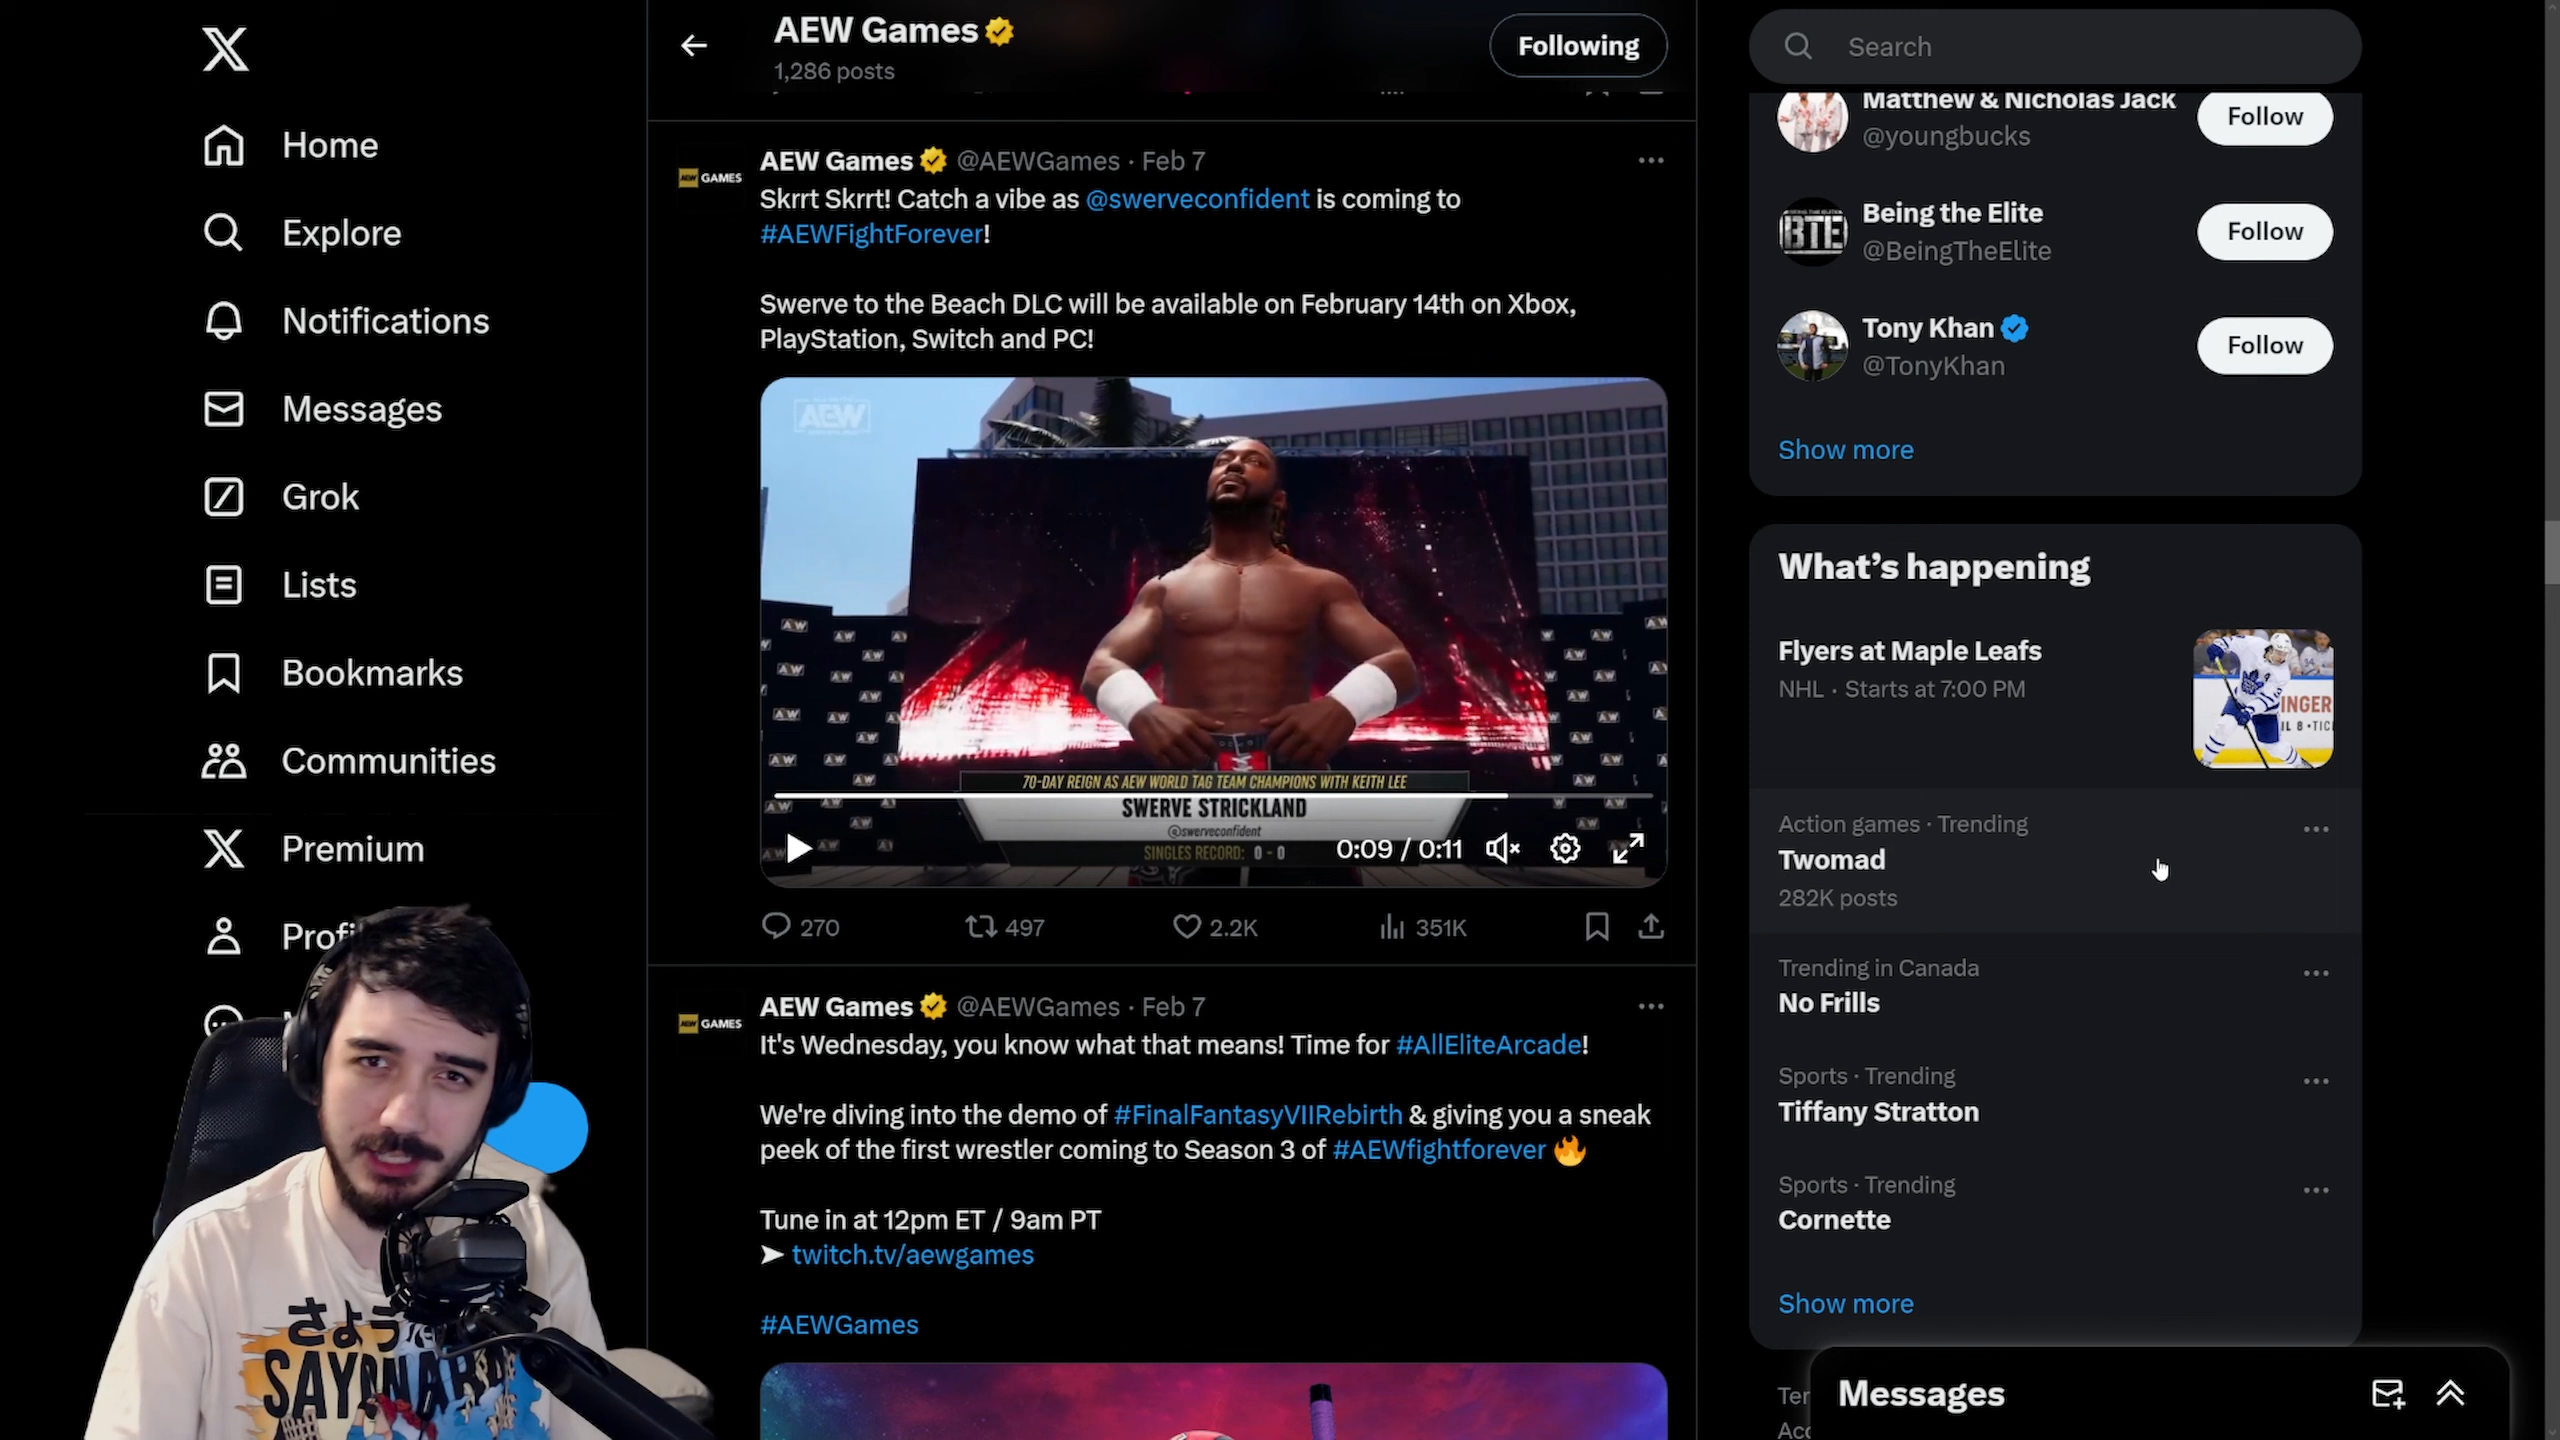 Home
Explore
Notifications
Messages
Grok
Lists
Bookmarks
Communities
Premium
さよう
SAYONARA
AEW Games
1,286 posts
Following
GAMES
AEW Games @AEWGames · Feb 7
Skrrt Skrrt! Catch a vibe as @swerveconfident is coming to
#AEWFightForever!
Swerve to the Beach DLC will be available on February 14th on Xbox,
PlayStation, Switch and PC!
AEW
70-DAY REIGN AS AEW WORLD TAG TEAM CHAMPIONS WITH KEITH LEE
SWERVE STRICKLAND
@swerveconfident
SINGLES RECORD: 0 - 0
0:09 / 0:11
270 497 2.2K 351K
GAMES
AEW Games @AEWGames · Feb 7
It's Wednesday, you know what that means! Time for #AllEliteArcade!
We're diving into the demo of #FinalFantasyVIIRebirth & giving you a sneak
peek of the first wrestler coming to Season 3 of #AEWfightforever 🔥
Tune in at 12pm ET / 9am PT
➤ twitch.tv/aewgames
#AEWGames
Search
Matthew & Nicholas Jack
@youngbucks
Follow
BTE
Being the Elite
@BeingTheElite
Follow
Tony Khan
@TonyKhan
Follow
Show more
What's happening
Flyers at Maple Leafs
NHL · Starts at 7:00 PM
Action games · Trending
Twomad
282K posts
Trending in Canada
No Frills
Sports · Trending
Tiffany Stratton
Sports · Trending
Cornette
Show more
Messages